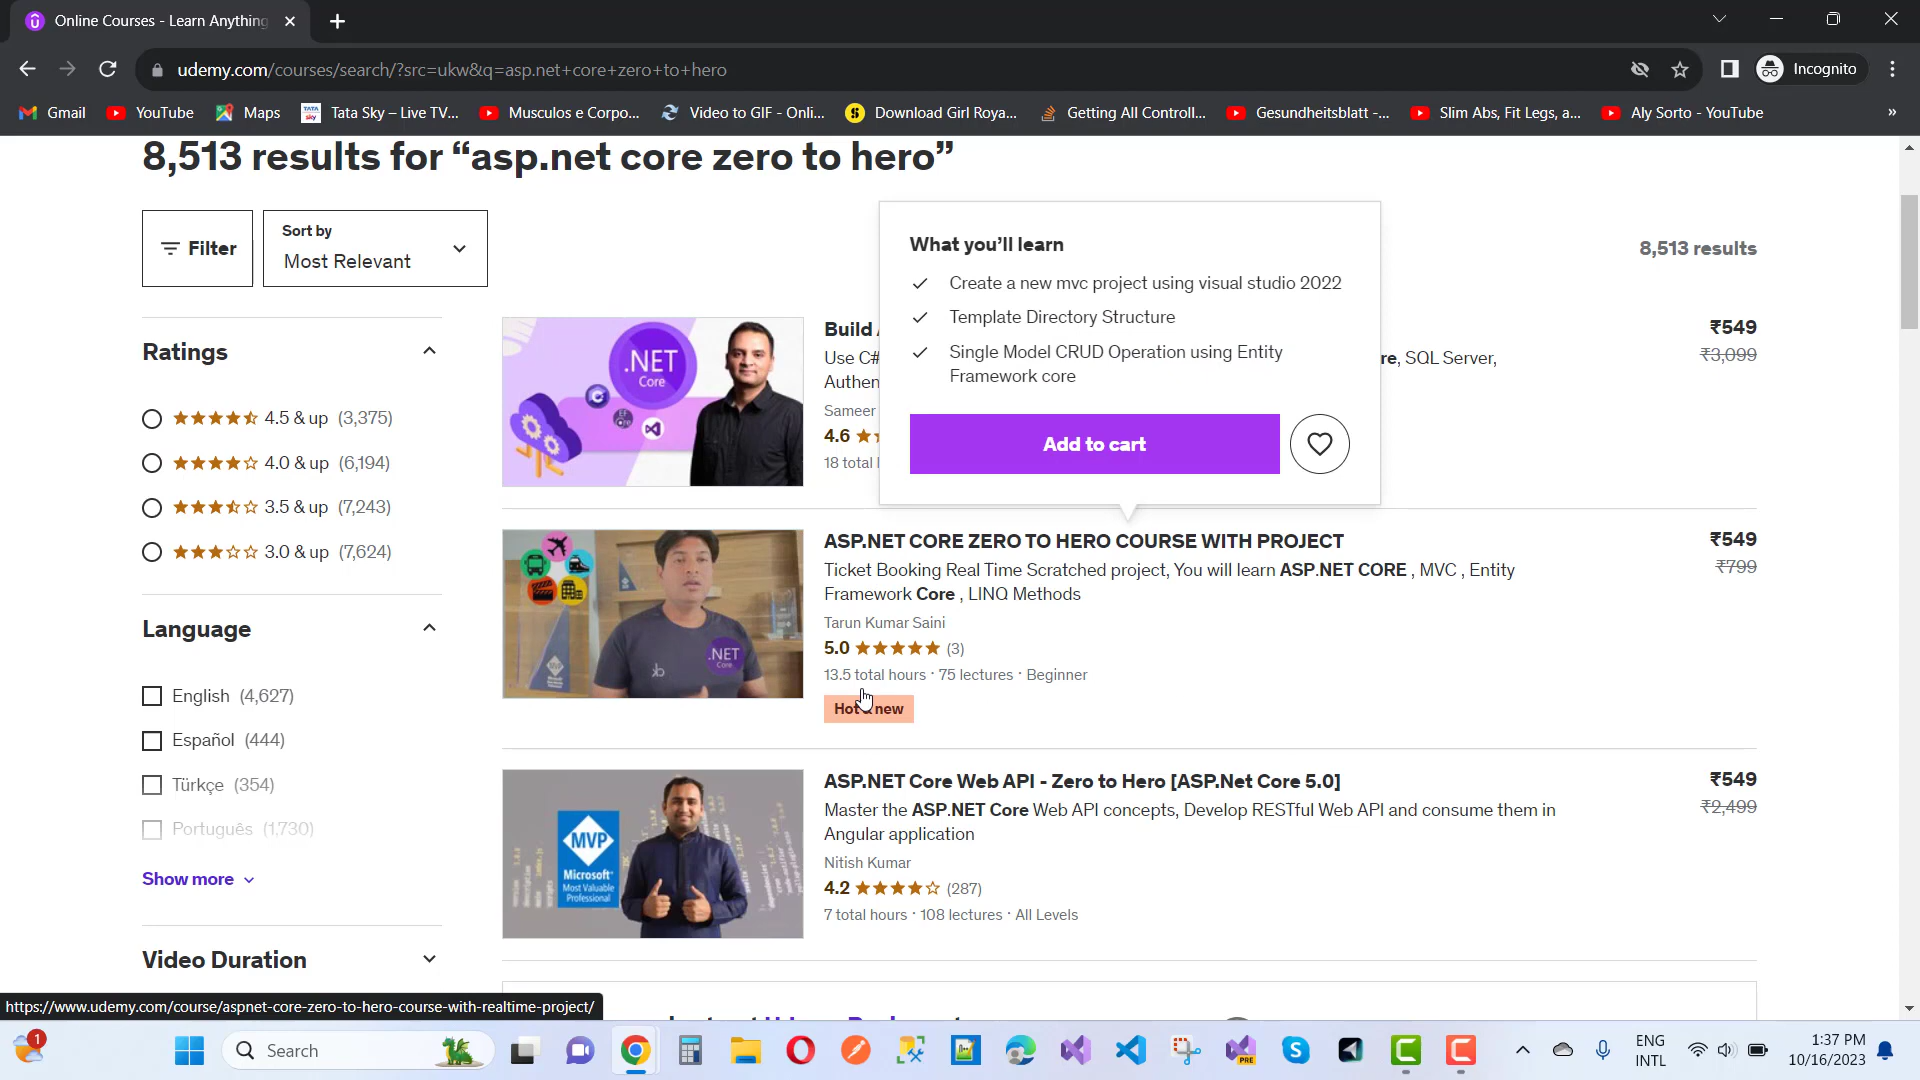 Online Courses - Learn Anything
udemy.com/courses/search/?src=ukw&q=asp.net+core+zero+to+hero
Incognito
Gmail
YouTube
Maps
Tata Sky – Live TV...
Musculos e Corpo...
Video to GIF - Onli...
Download Girl Roya...
Getting All Controll...
Gesundheitsblatt -...
Slim Abs, Fit Legs, a...
Aly Sorto - YouTube
»
8,513 results for “asp.net core zero to hero”
Filter
Sort by
Most Relevant
8,513 results
What you’ll learn
Create a new mvc project using visual studio 2022
Template Directory Structure
Single Model CRUD Operation using Entity
Framework core
Add to cart
Ratings
4.5 & up (3,375)
4.0 & up (6,194)
3.5 & up (7,243)
3.0 & up (7,624)
Language
English (4,627)
Español (444)
Türkçe (354)
Português (1,730)
Show more
Video Duration
.NET
Core
Build
Use C#
re, SQL Server,
Authen
Sameer
4.6
18 total
₹549
₹3,099
.NET
Core
ASP.NET CORE ZERO TO HERO COURSE WITH PROJECT
Ticket Booking Real Time Scratched project, You will learn ASP.NET CORE , MVC , Entity
Framework Core , LINQ Methods
Tarun Kumar Saini
5.0 (3)
13.5 total hours · 75 lectures · Beginner
Hot new
₹549
₹799
MVP
Microsoft®
Most Valuable
Professional
ASP.NET Core Web API - Zero to Hero [ASP.Net Core 5.0]
Master the ASP.NET Core Web API concepts, Develop RESTful Web API and consume them in
Angular application
Nitish Kumar
4.2 (287)
7 total hours · 108 lectures · All Levels
₹549
₹2,499
https://www.udemy.com/course/aspnet-core-zero-to-hero-course-with-realtime-project/
1
Search
PRE
ENG
INTL
1:37 PM
10/16/2023